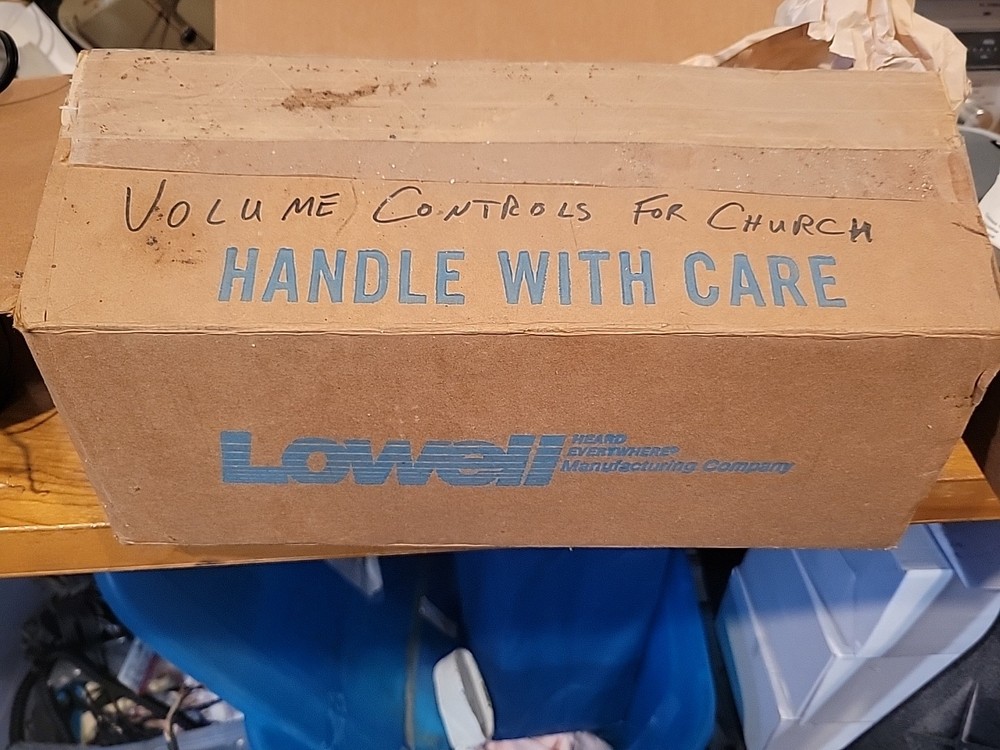 VOLUME CONTROLS FOR CHURCH
HANDLE WITH CARE
Lowell
HEARD
EVERYWHERE®
Manufacturing Company